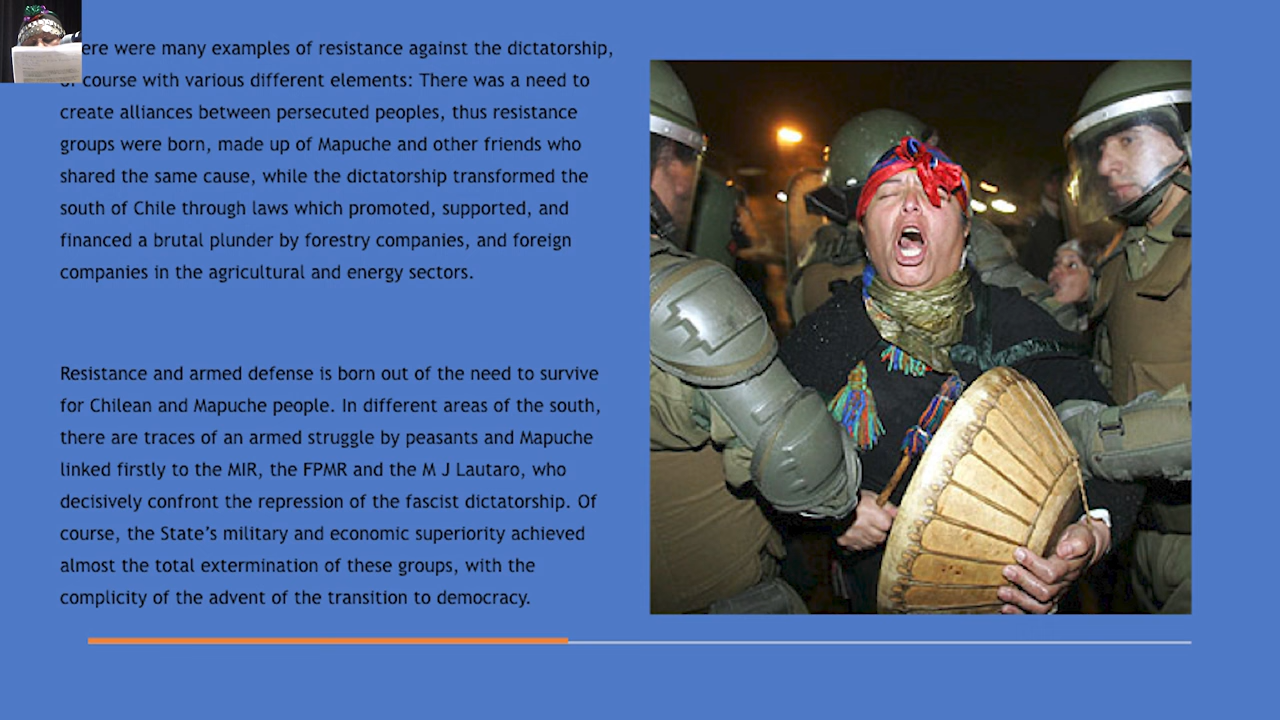 ere were many examples of resistance against the dictatorship,
of course with various different elements: There was a need to
create alliances between persecuted peoples, thus resistance
groups were born, made up of Mapuche and other friends who
shared the same cause, while the dictatorship transformed the
south of Chile through laws which promoted, supported, and
financed a brutal plunder by forestry companies, and foreign
companies in the agricultural and energy sectors.
Resistance and armed defense is born out of the need to survive
for Chilean and Mapuche people. In different areas of the south,
there are traces of an armed struggle by peasants and Mapuche
linked firstly to the MIR, the FPMR and the M J Lautaro, who
decisively confront the repression of the fascist dictatorship. Of
course, the State’s military and economic superiority achieved
almost the total extermination of these groups, with the
complicity of the advent of the transition to democracy.